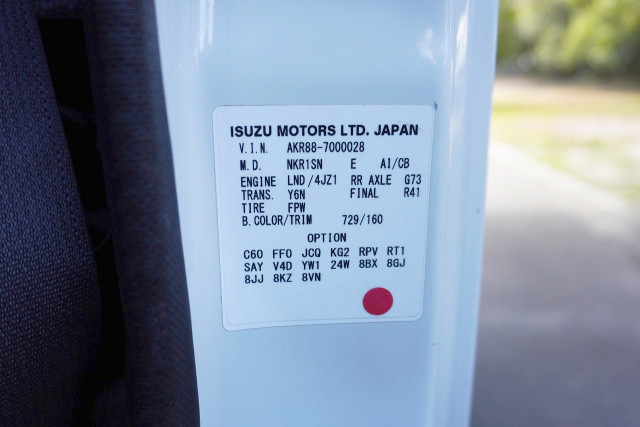 ISUZU MOTORS LTD. JAPAN
V.I.N. AKR88-7000028
M.D. NKR1SN E AI/CB
ENGINE LND/4JZ1 RR AXLE G73
TRANS. Y6N FINAL R41
TIRE FPW
B.COLOR/TRIM 729/160
OPTION
C60 FF0 JCQ KG2 RPV RT1
SAY V4D YW1 24W 8BX 8GJ
8JJ 8KZ 8VN